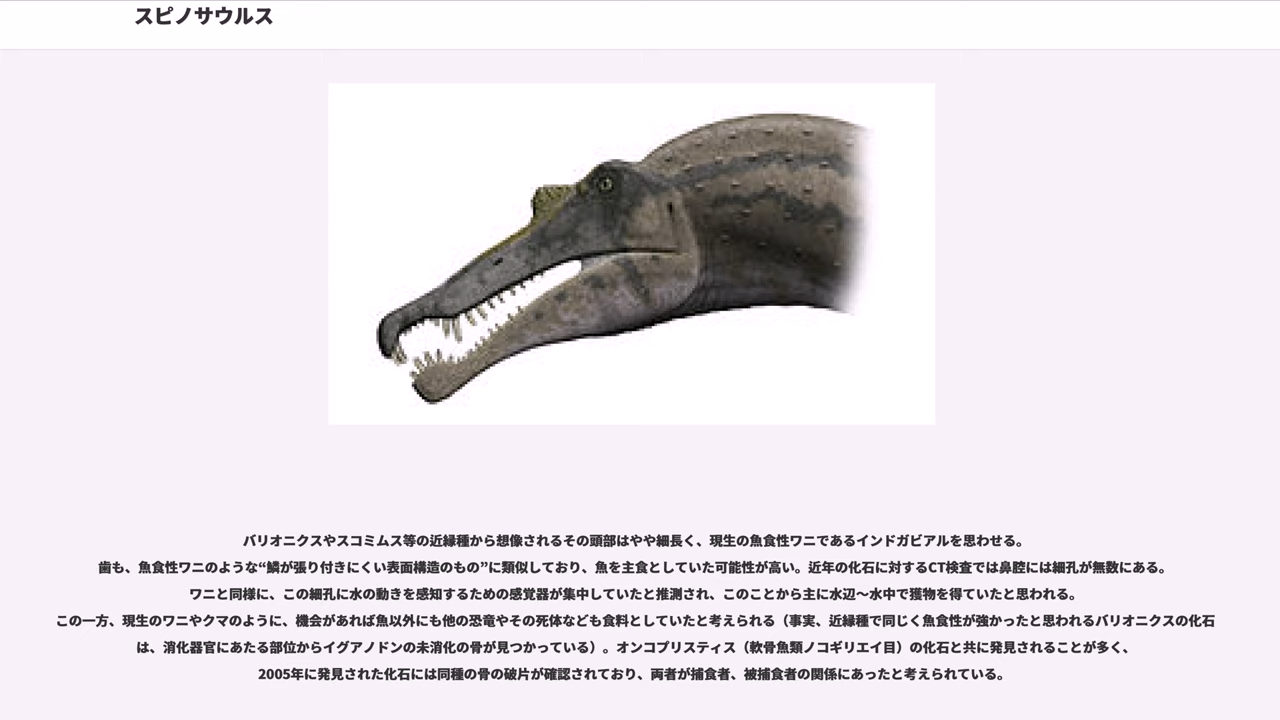 スピノサウルス
バリオニクスやスコミムス等の近縁種から想像されるその頭部はやや細長く、現生の魚食性ワニであるインドガビアルを思わせる。
歯も、魚食性ワニのような“鱗が張り付きにくい表面構造のもの”に類似しており、魚を主食としていた可能性が高い。近年の化石に対するCT検査では鼻腔には細孔が無数にある。
ワニと同様に、この細孔に水の動きを感知するための感覚器が集中していたと推測され、このことから主に水辺〜水中で獲物を得ていたと思われる。
この一方、現生のワニやクマのように、機会があれば魚以外にも他の恐竜やその死体なども食料としていたと考えられる（事実、近縁種で同じく魚食性が強かったと思われるバリオニクスの化石
は、消化器官にあたる部位からイグアノドンの未消化の骨が見つかっている）。オンコプリスティス（軟骨魚類ノコギリエイ目）の化石と共に発見されることが多く、
2005年に発見された化石には同種の骨の破片が確認されており、両者が捕食者、被捕食者の関係にあったと考えられている。